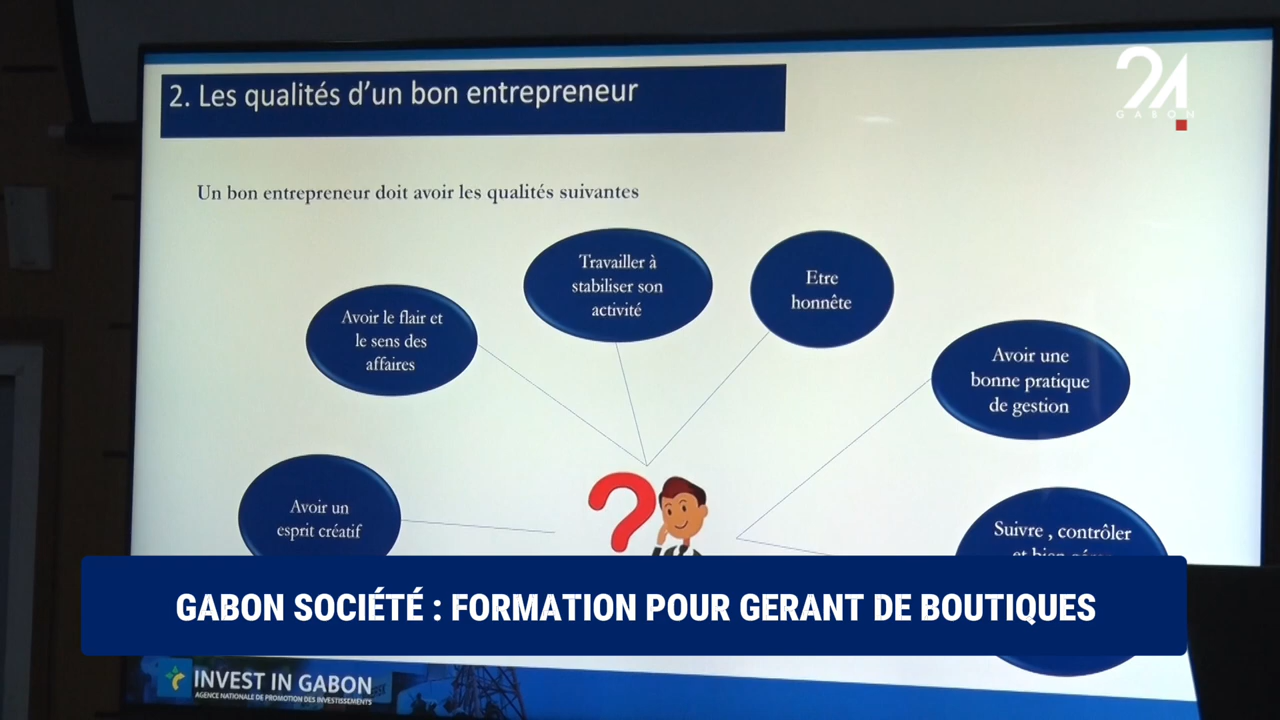 24
GABON
2. Les qualités d'un bon entrepreneur
Un bon entrepreneur doit avoir les qualités suivantes
Travailler à
stabiliser son
activité
Etre
honnête
Avoir le flair et
le sens des
affaires
Avoir une
bonne pratique
de gestion
Avoir un
esprit créatif
Suivre , contrôler
et bien
GABON SOCIÉTÉ : FORMATION POUR GERANT DE BOUTIQUES
INVEST IN GABON
AGENCE NATIONALE DE PROMOTION DES INVESTISSEMENTS